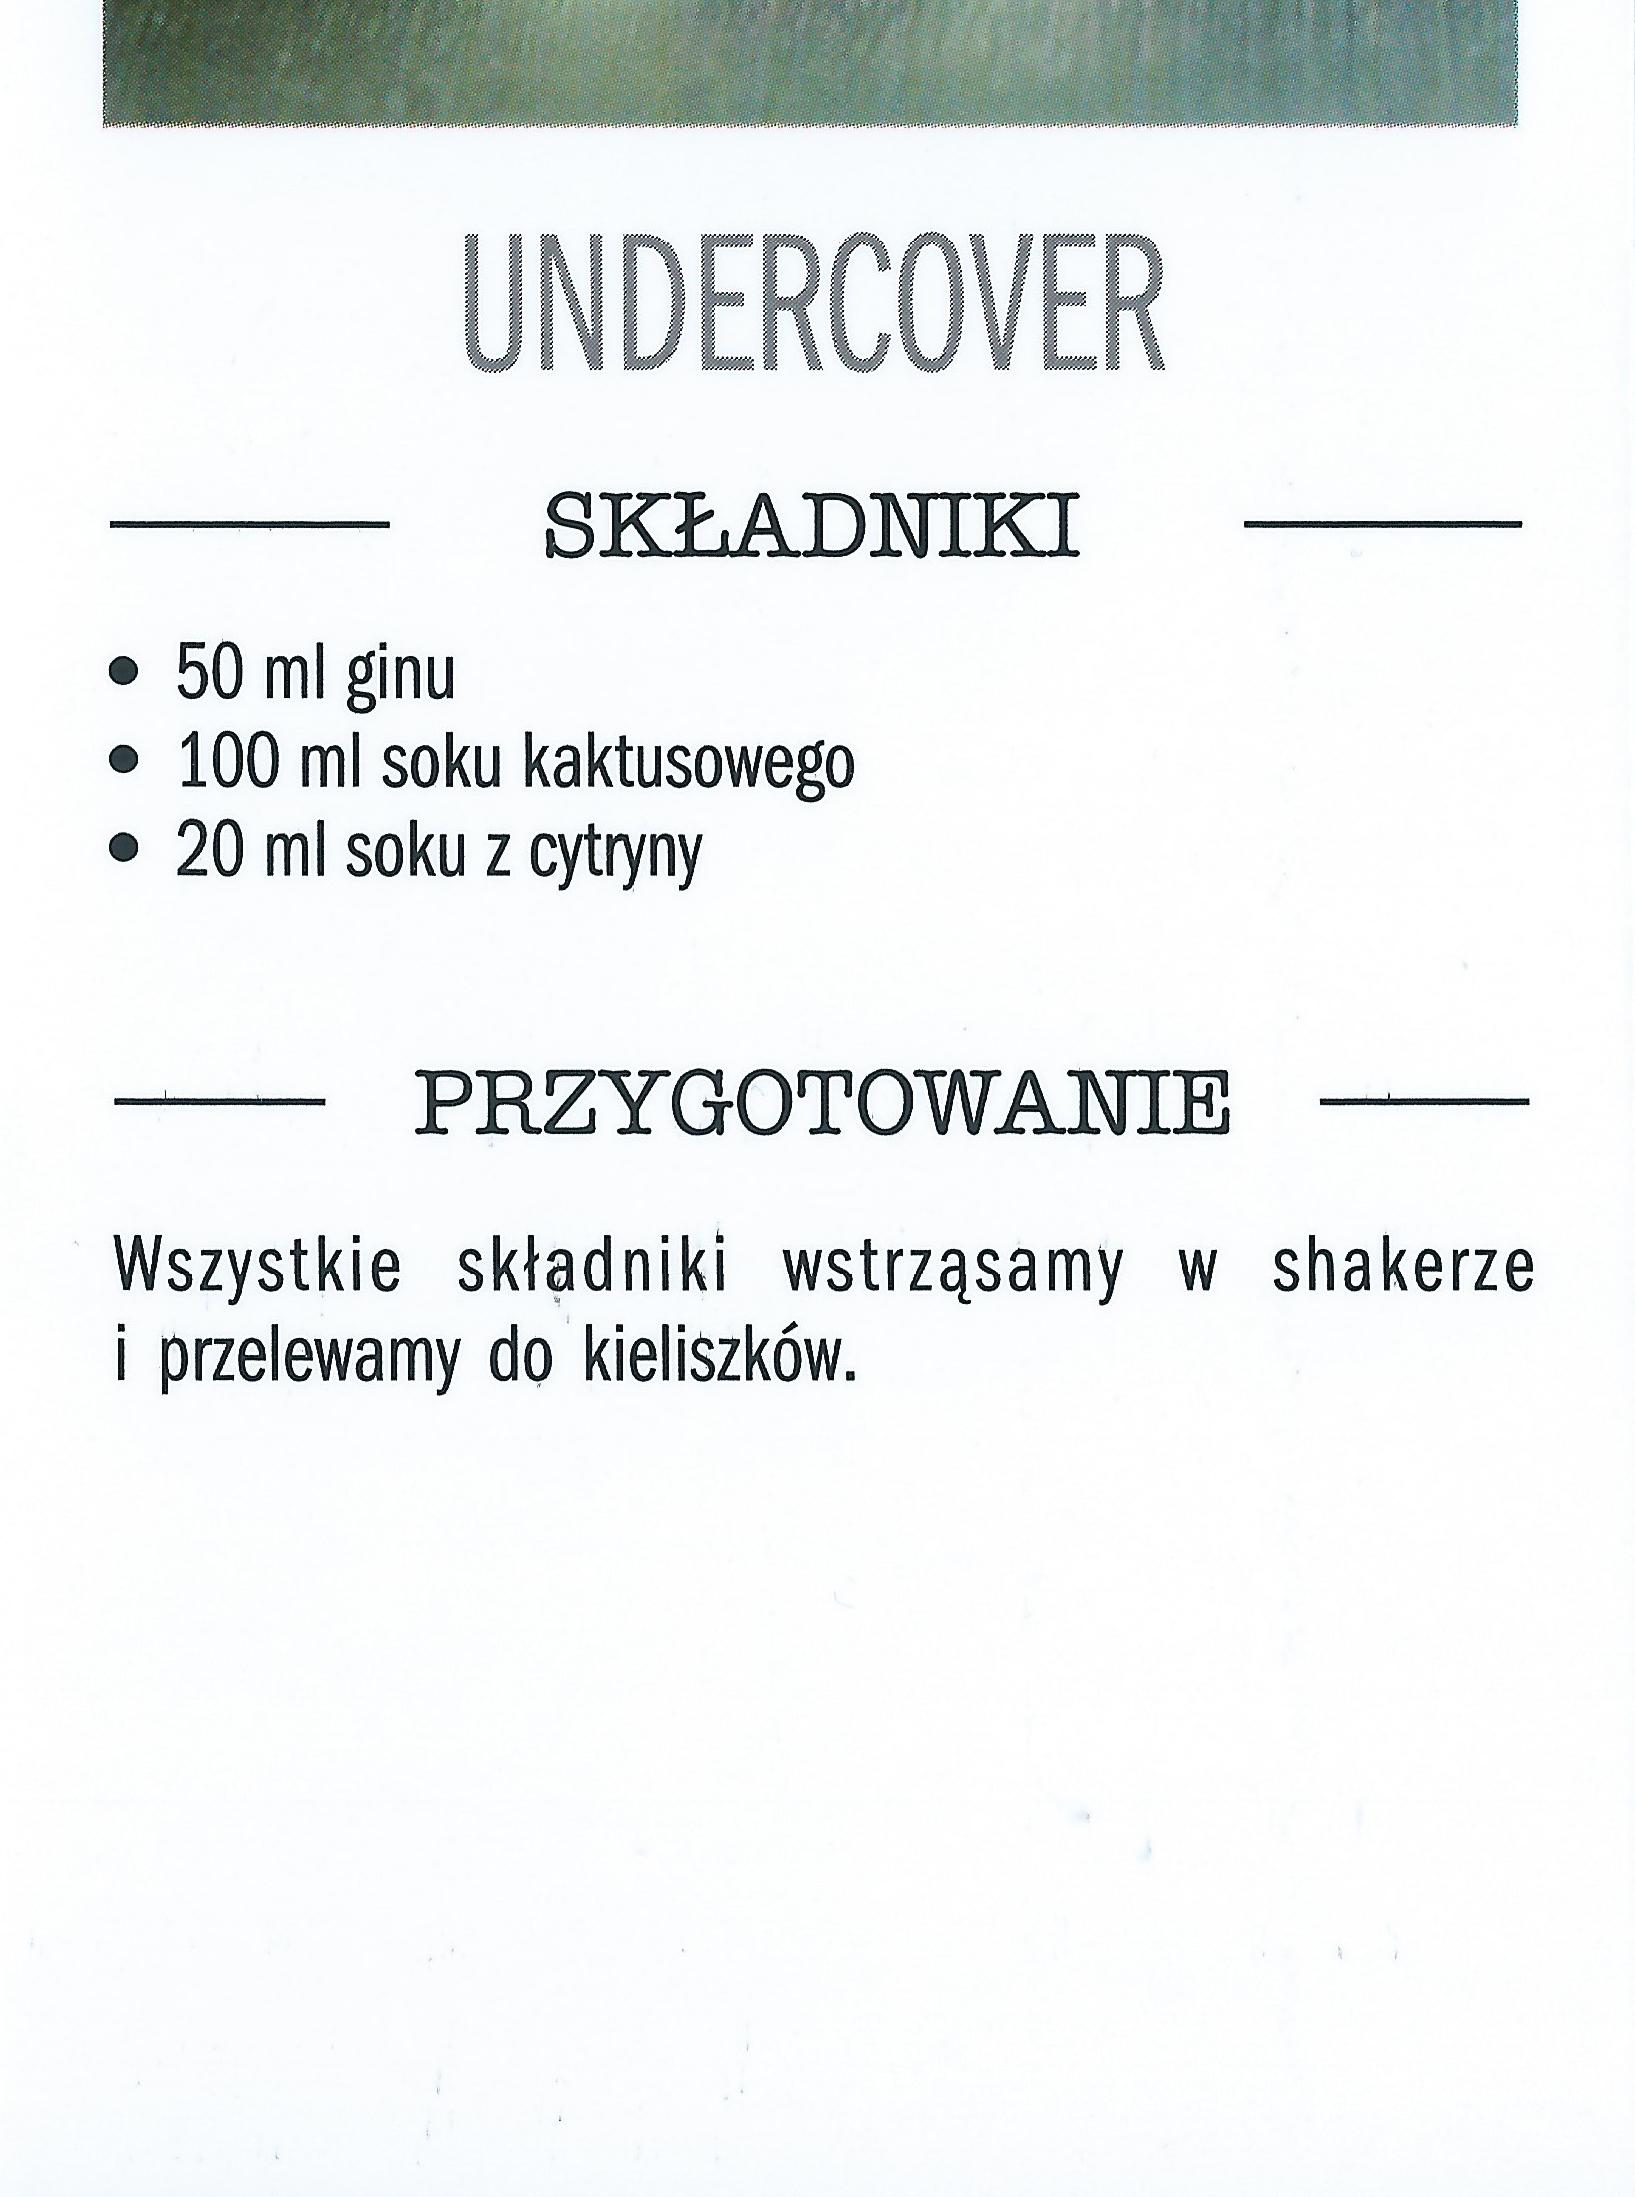 UNDERCOVER
SKŁADNIKI
• 50 ml ginu
• 100 ml soku kaktusowego
• 20 ml soku z cytryny
PRZYGOTOWANIE
Wszystkie składniki wstrząsamy w shakerze
i przelewamy do kieliszków.